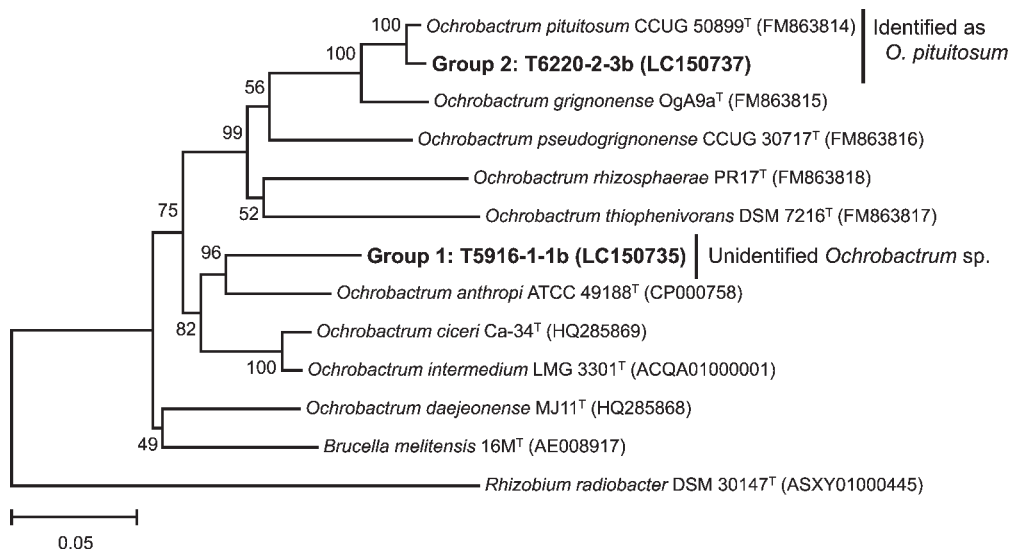 100
Ochrobactrum pituitosum CCUG 50899ᵀ (FM863814)
Identified as
O. pituitosum
100
Group 2: T6220-2-3b (LC150737)
56
Ochrobactrum grignonense OgA9aᵀ (FM863815)
99
Ochrobactrum pseudogrignonense CCUG 30717ᵀ (FM863816)
Ochrobactrum rhizosphaerae PR17ᵀ (FM863818)
75
52
Ochrobactrum thiophenivorans DSM 7216ᵀ (FM863817)
96
Group 1: T5916-1-1b (LC150735)
Unidentified Ochrobactrum sp.
Ochrobactrum anthropi ATCC 49188ᵀ (CP000758)
82
Ochrobactrum ciceri Ca-34ᵀ (HQ285869)
100
Ochrobactrum intermedium LMG 3301ᵀ (ACQA01000001)
Ochrobactrum daejeonense MJ11ᵀ (HQ285868)
49
Brucella melitensis 16Mᵀ (AE008917)
Rhizobium radiobacter DSM 30147ᵀ (ASXY01000445)
0.05